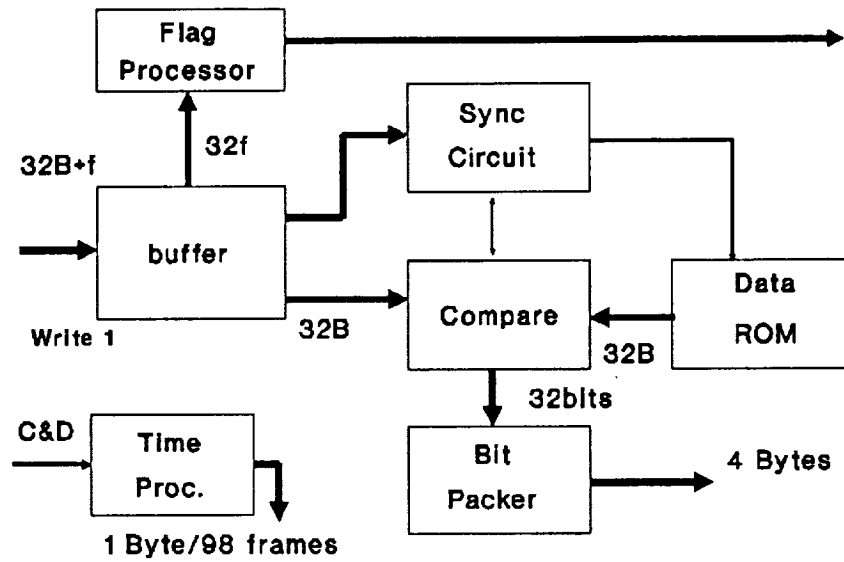 Flag
Processor
32B+f
32f
Sync
Circuit
buffer
Write 1
32B
Compare
32B
Data
ROM
32bits
C&D
Time
Proc.
1 Byte/98 frames
Bit
Packer
4 Bytes